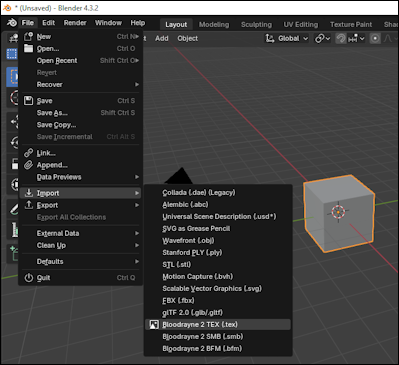 * (Unsaved) - Blender 4.3.2
File Edit Render Window Help Layout Modeling Sculpting UV Editing Texture Paint
Add Object Global
New Ctrl N
Open... Ctrl O
Open Recent Shift Ctrl O
Revert
Recover
Save Ctrl S
Save As... Shift Ctrl S
Save Copy...
Save Incremental Ctrl Alt S
Link...
Append...
Data Previews
Import
Export
Export All Collections
External Data
Clean Up
Defaults
Quit Ctrl Q
Collada (.dae) (Legacy)
Alembic (.abc)
Universal Scene Description (.usd*)
SVG as Grease Pencil
Wavefront (.obj)
Stanford PLY (.ply)
STL (.stl)
Motion Capture (.bvh)
Scalable Vector Graphics (.svg)
FBX (.fbx)
glTF 2.0 (.glb/.gltf)
Bloodrayne 2 TEX (.tex)
Bloodrayne 2 SMB (.smb)
Bloodrayne 2 BFM (.bfm)